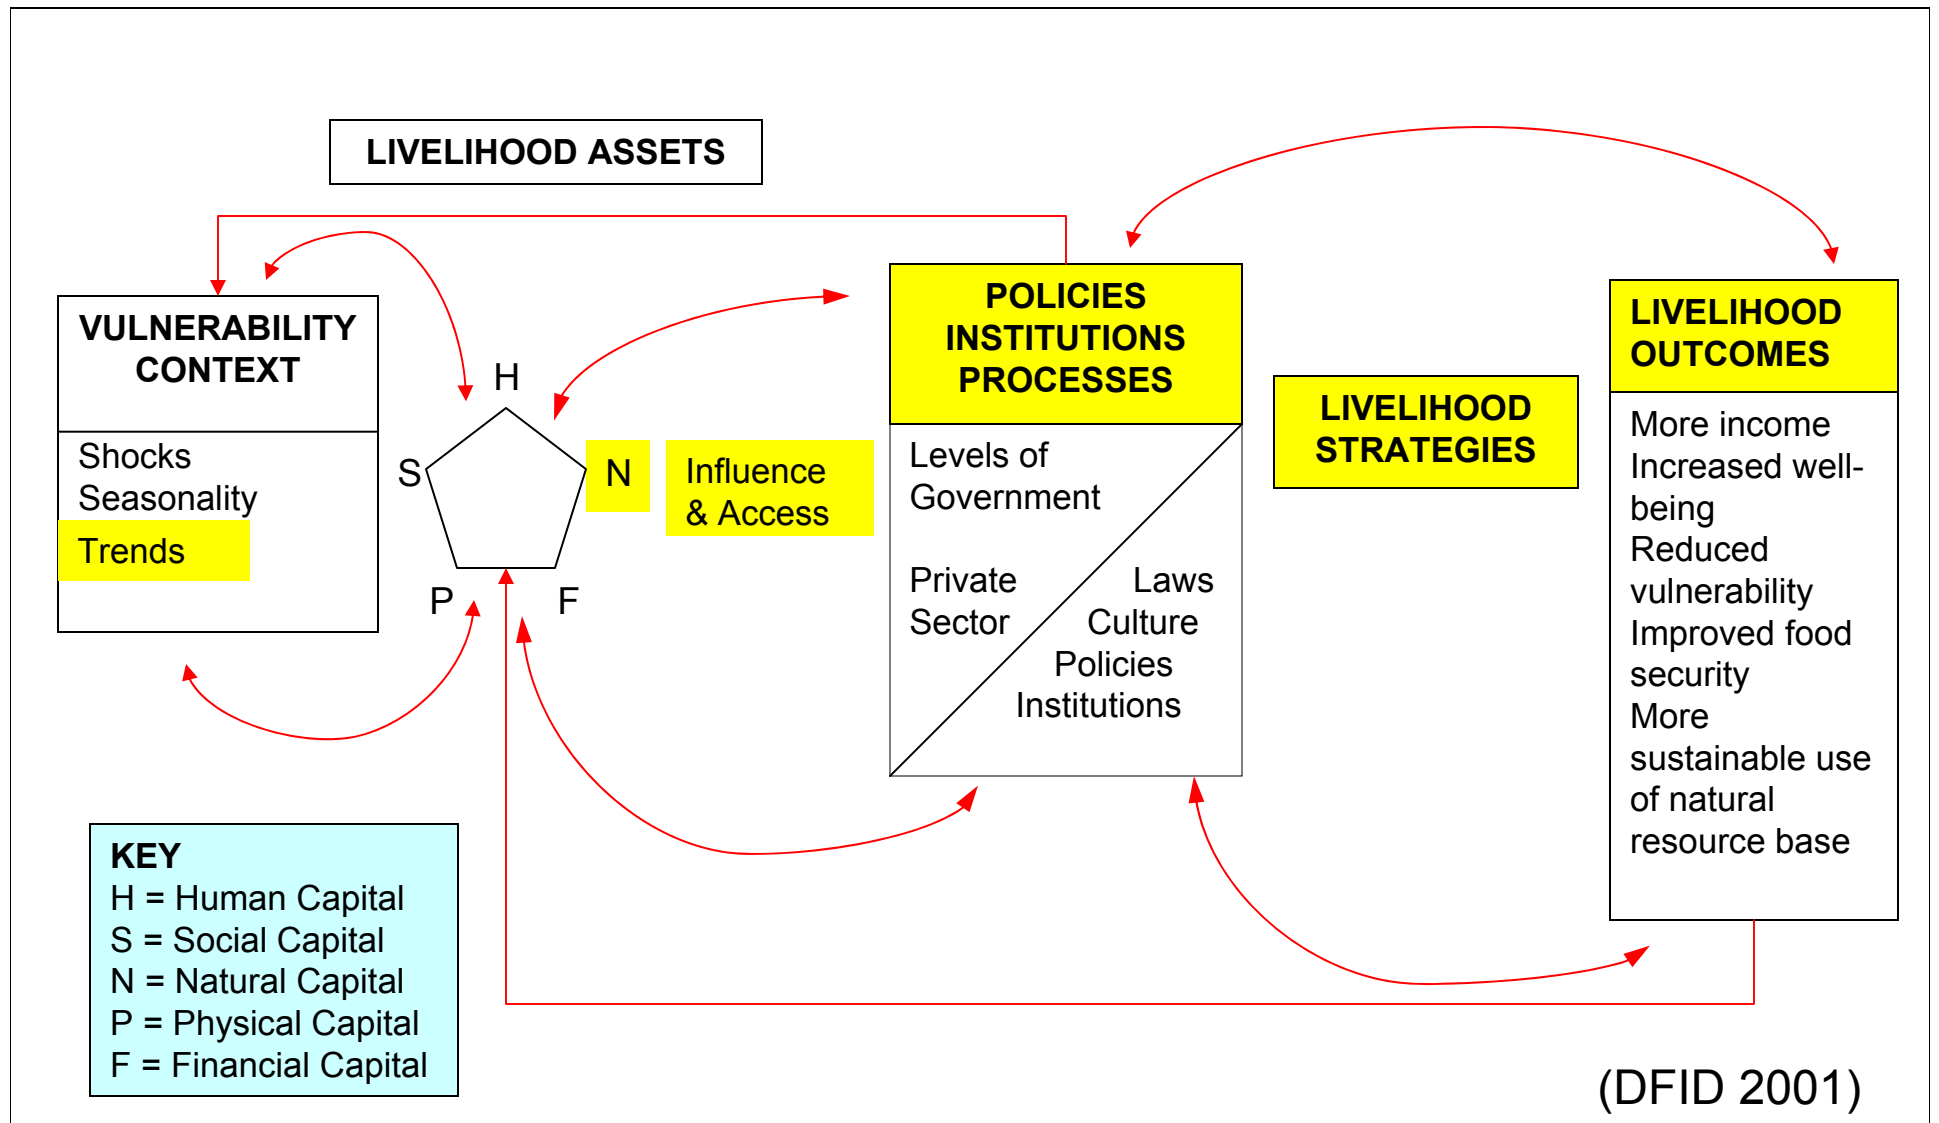 LIVELIHOOD ASSETS
VULNERABILITY
CONTEXT
Shocks
Seasonality
Trends
H
S
N
P
F
Influence
& Access
POLICIES
INSTITUTIONS
PROCESSES
Levels of
Government
Private
Sector
Laws
Culture
Policies
Institutions
LIVELIHOOD
STRATEGIES
LIVELIHOOD
OUTCOMES
More income
Increased well-
being
Reduced
vulnerability
Improved food
security
More
sustainable use
of natural
resource base
KEY
H = Human Capital
S = Social Capital
N = Natural Capital
P = Physical Capital
F = Financial Capital
(DFID 2001)